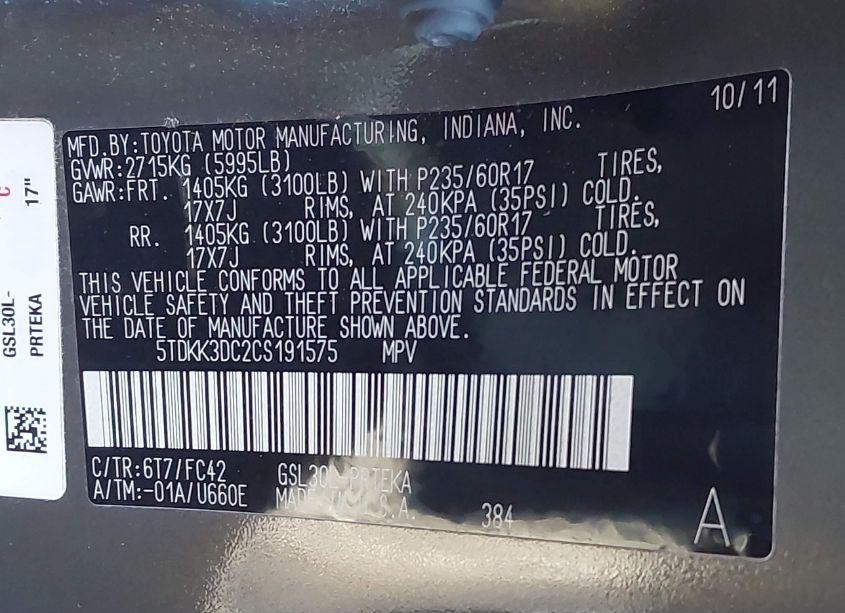 10/11
MFD.BY:TOYOTA MOTOR MANUFACTURING, INDIANA, INC.
GVWR:2715KG (5995LB)
GAWR:FRT. 1405KG (3100LB) WITH P235/60R17 TIRES,
17X7J RIMS, AT 240KPA (35PSI) COLD.
RR. 1405KG (3100LB) WITH P235/60R17 TIRES,
17X7J RIMS, AT 240KPA (35PSI) COLD.
THIS VEHICLE CONFORMS TO ALL APPLICABLE FEDERAL MOTOR
VEHICLE SAFETY AND THEFT PREVENTION STANDARDS IN EFFECT ON
THE DATE OF MANUFACTURE SHOWN ABOVE.
5TDKK3DC2CS191575 MPV
C/TR:6T7/FC42 GSL30L-PRTEKA
A/TM:-01A/U660E MADE IN U.S.A. 384 A
C
17"
GSL30L-
PRTEKA